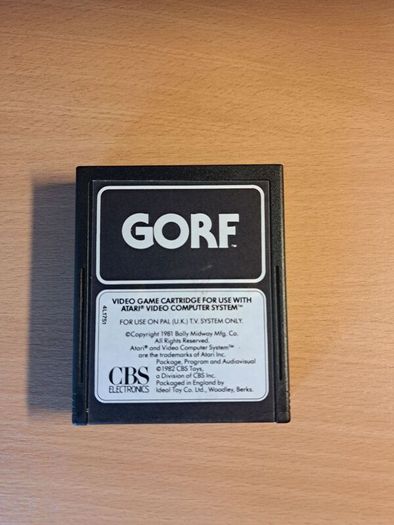 GORF™
VIDEO GAME CARTRIDGE FOR USE WITH
ATARI® VIDEO COMPUTER SYSTEM™
FOR USE ON PAL (U.K.) T.V. SYSTEM ONLY.
©Copyright 1981 Bally Midway Mfg. Co.
All Rights Reserved.
Atari® and Video Computer System™
are the trademarks of Atari Inc.
Package, Program and Audiovisual
©1982 CBS Toys,
a Division of CBS Inc.
Packaged in England by
Ideal Toy Co. Ltd., Woodley, Berks.
CBS
ELECTRONICS
4L1751